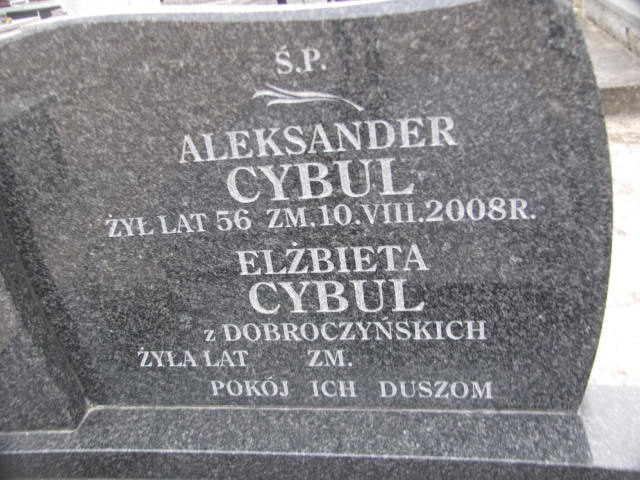 Ś.P.
ALEKSANDER
CYBUL
ŻYŁ LAT 56 ZM. 10. VIII. 2008R.
ELŻBIETA
CYBUL
z DOBROCZYŃSKICH
ŻYŁA LAT ZM.
POKÓJ ICH DUSZOM